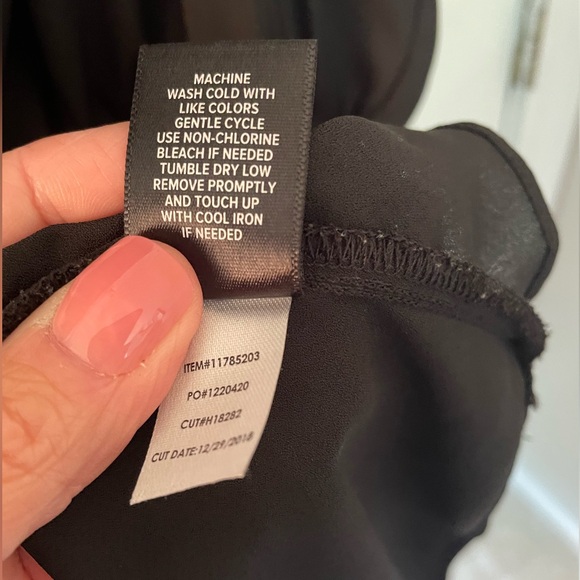 MACHINE
WASH COLD WITH
LIKE COLORS
GENTLE CYCLE
USE NON-CHLORINE
BLEACH IF NEEDED
TUMBLE DRY LOW
REMOVE PROMPTLY
AND TOUCH UP
WITH COOL IRON
IF NEEDED
ITEM#11785203
PO#1220420
CUT#H18282
CUT DATE:12/29/2018